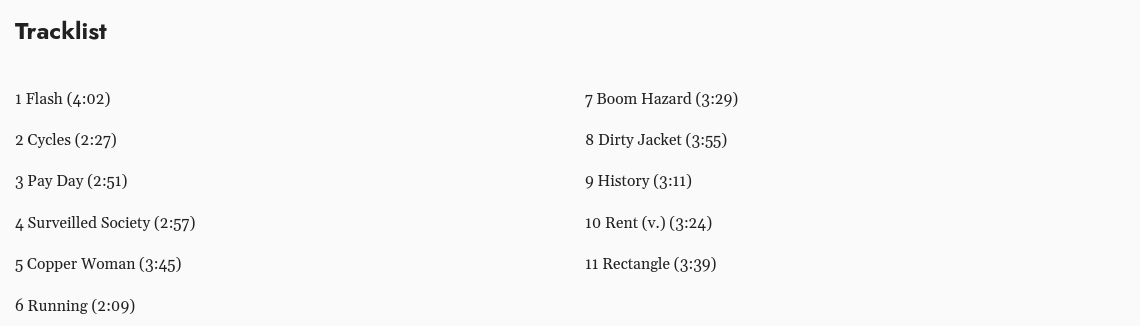 Tracklist
1 Flash (4:02)
2 Cycles (2:27)
3 Pay Day (2:51)
4 Surveilled Society (2:57)
5 Copper Woman (3:45)
6 Running (2:09)
7 Boom Hazard (3:29)
8 Dirty Jacket (3:55)
9 History (3:11)
10 Rent (v.) (3:24)
11 Rectangle (3:39)